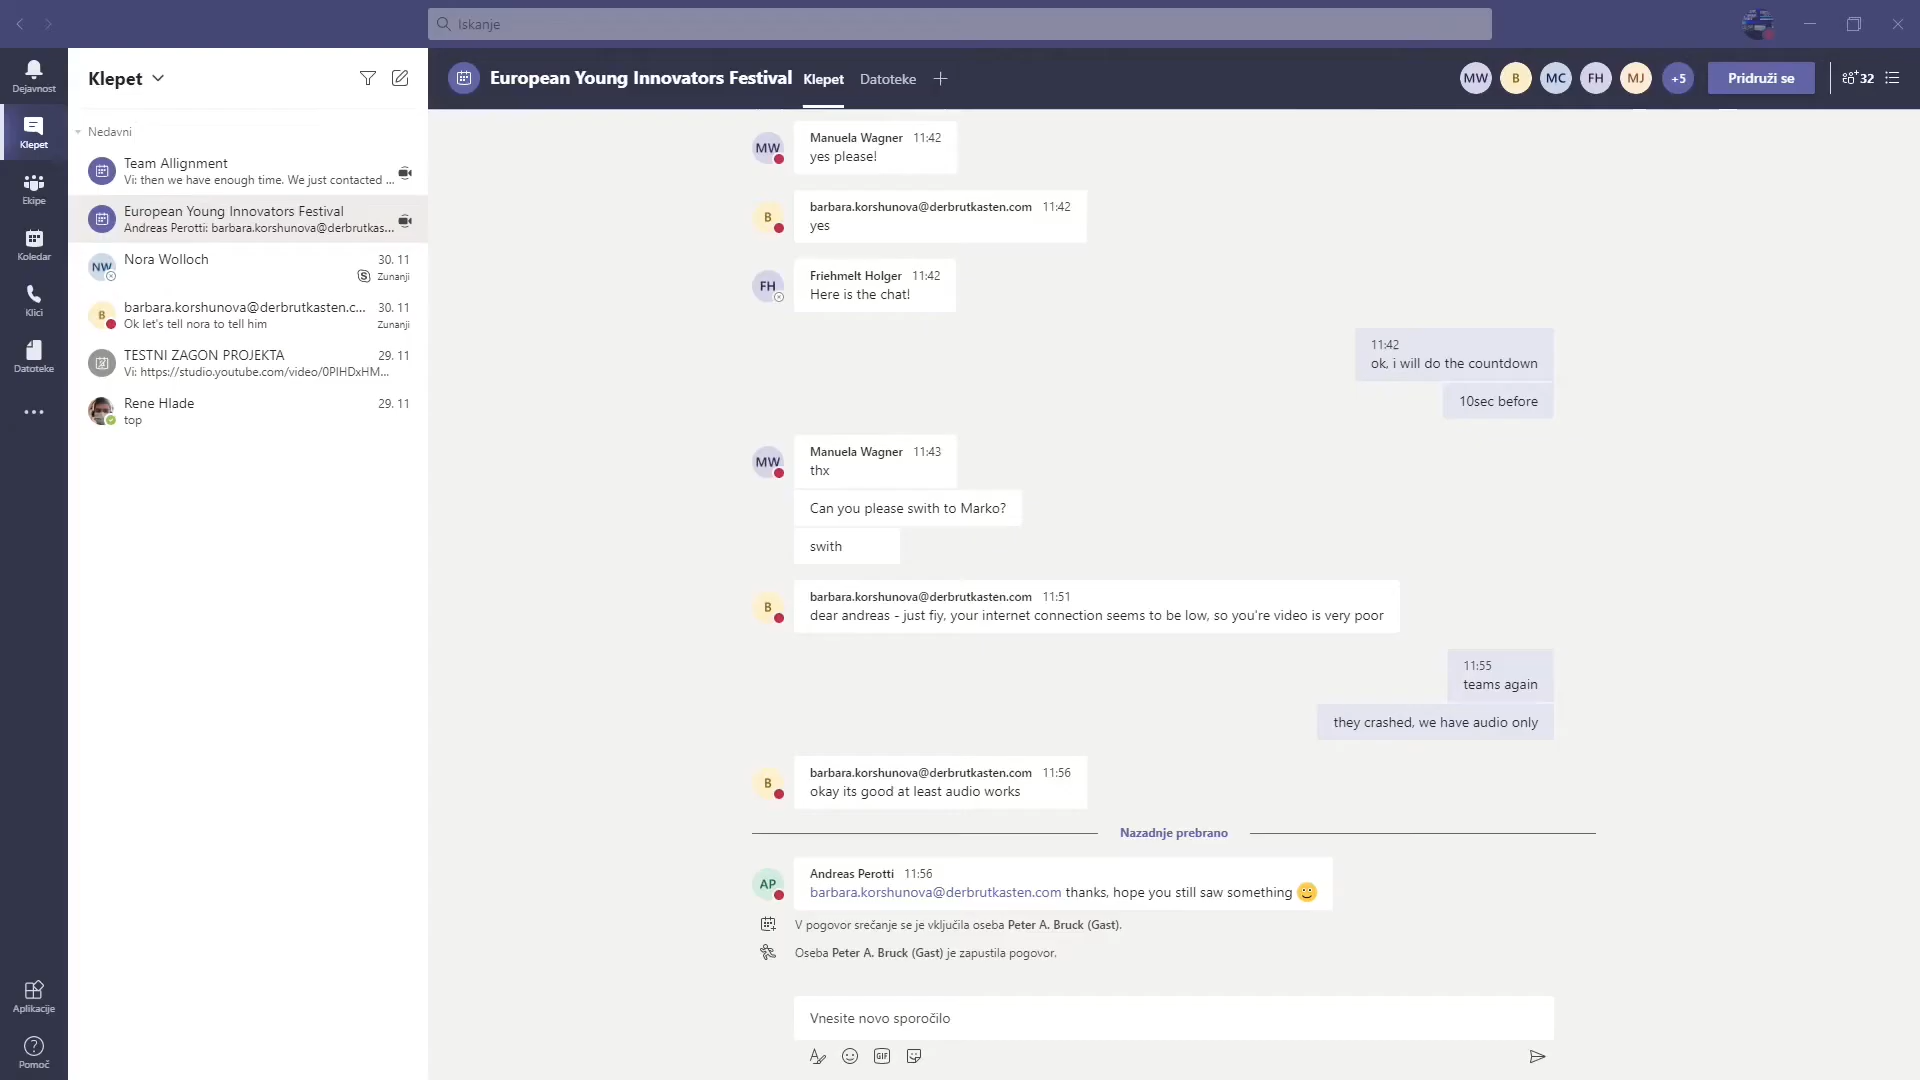 Iskanje
Dejavnost
Klepet
Ekipe
Koledar
Klici
Datoteke
Aplikacije
Pomoč
Klepet
Nedavni
Team Allignment
Vi: then we have enough time. We just contacted ...
European Young Innovators Festival
Andreas Perotti: barbara.korshunova@derbrutkas...
NW
Nora Wolloch
30. 11
Zunanji
B
barbara.korshunova@derbrutkasten.c...
30. 11
Ok let's tell nora to tell him
Zunanji
TESTNI ZAGON PROJEKTA
29. 11
Vi: https://studio.youtube.com/video/0PIHDxHM...
Rene Hlade
29. 11
top
European Young Innovators Festival
Klepet
Datoteke
MW
B
MC
FH
MJ
+5
Pridruži se
32
MW
Manuela Wagner 11:42
yes please!
B
barbara.korshunova@derbrutkasten.com 11:42
yes
FH
Friehmelt Holger 11:42
Here is the chat!
11:42
ok, i will do the countdown
10sec before
MW
Manuela Wagner 11:43
thx
Can you please swith to Marko?
swith
B
barbara.korshunova@derbrutkasten.com 11:51
dear andreas - just fiy, your internet connection seems to be low, so you're video is very poor
11:55
teams again
they crashed, we have audio only
B
barbara.korshunova@derbrutkasten.com 11:56
okay its good at least audio works
Nazadnje prebrano
AP
Andreas Perotti 11:56
barbara.korshunova@derbrutkasten.com thanks, hope you still saw something
V pogovor srečanje se je vključila oseba Peter A. Bruck (Gast).
Oseba Peter A. Bruck (Gast) je zapustila pogovor.
Vnesite novo sporočilo
GIF